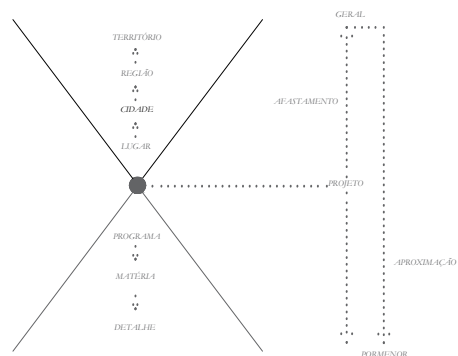 GERAL
TERRITÓRIO
REGIÃO
AFASTAMENTO
CIDADE
LUGAR
PROJETO
PROGRAMA
APROXIMAÇÃO
MATÉRIA
DETALHE
PORMENOR